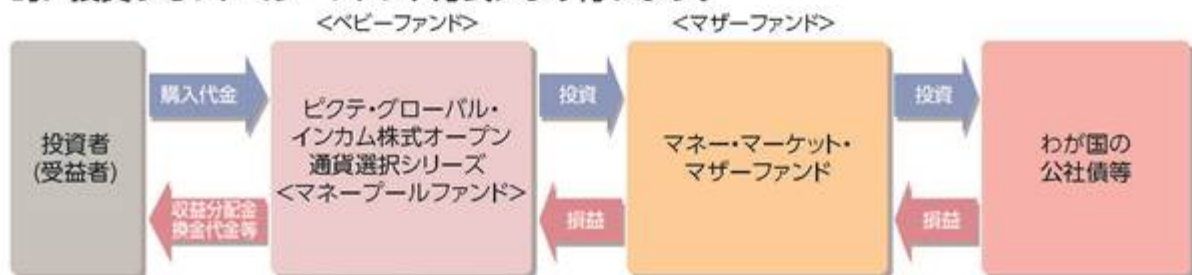 <ベビーファンド>
<マザーファンド>
投資者
(受益者)
購入代金
収益分配金
換金代金等
ピクテ・グローバル・
インカム株式オープン
通貨選択シリーズ
<マネープールファンド>
投資
損益
マネー・マーケット・
マザーファンド
投資
損益
わが国の
公社債等